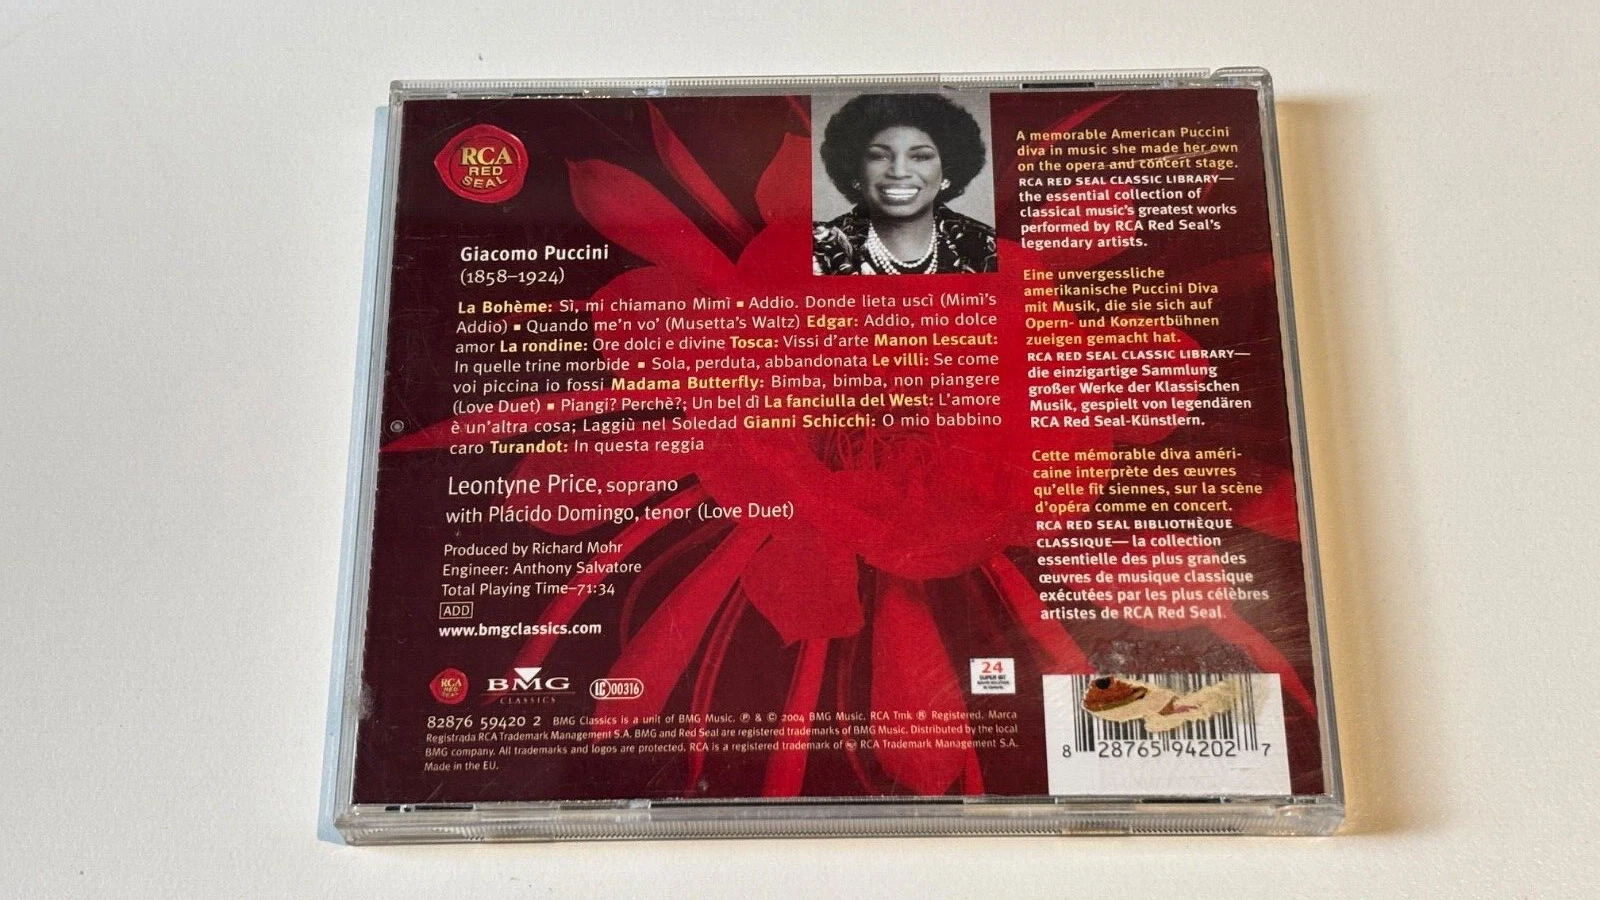 RCA
RED
SEAL
Giacomo Puccini
(1858–1924)
La Bohème: Sì, mi chiamano Mimì ▪ Addio. Donde lieta uscì (Mimì's
Addio) ▪ Quando me'n vo' (Musetta's Waltz) Edgar: Addio, mio dolce
amor La rondine: Ore dolci e divine Tosca: Vissi d'arte Manon Lescaut:
In quelle trine morbide ▪ Sola, perduta, abbandonata Le villi: Se come
voi piccina io fossi Madama Butterfly: Bimba, bimba, non piangere
(Love Duet) ▪ Piangi? Perchè?; Un bel dì La fanciulla del West: L'amore
è un'altra cosa; Laggiù nel Soledad Gianni Schicchi: O mio babbino
caro Turandot: In questa reggia
Leontyne Price, soprano
with Plácido Domingo, tenor (Love Duet)
Produced by Richard Mohr
Engineer: Anthony Salvatore
Total Playing Time–71:34
ADD
www.bmgclassics.com
RCA
RED
SEAL
BMG
CLASSICS
LC 00316
82876 59420 2 BMG Classics is a unit of BMG Music. ℗ & © 2004 BMG Music. RCA Tmk ® Registered. Marca
Registrada RCA Trademark Management S.A. BMG and Red Seal are registered trademarks of BMG Music. Distributed by the local
BMG company. All trademarks and logos are protected. RCA is a registered trademark of RCA Trademark Management S.A.
Made in the EU.
A memorable American Puccini
diva in music she made her own
on the opera and concert stage.
RCA RED SEAL CLASSIC LIBRARY—
the essential collection of
classical music's greatest works
performed by RCA Red Seal's
legendary artists.
Eine unvergessliche
amerikanische Puccini Diva
mit Musik, die sie sich auf
Opern- und Konzertbühnen
zueigen gemacht hat.
RCA RED SEAL CLASSIC LIBRARY—
die einzigartige Sammlung
großer Werke der Klassischen
Musik, gespielt von legendären
RCA Red Seal-Künstlern.
Cette mémorable diva améri-
caine interprète des œuvres
qu'elle fit siennes, sur la scène
d'opéra comme en concert.
RCA RED SEAL BIBLIOTHÈQUE
CLASSIQUE— la collection
essentielle des plus grandes
œuvres de musique classique
exécutées par les plus célèbres
artistes de RCA Red Seal.
24
SUPER BIT
8 28765 94202 7